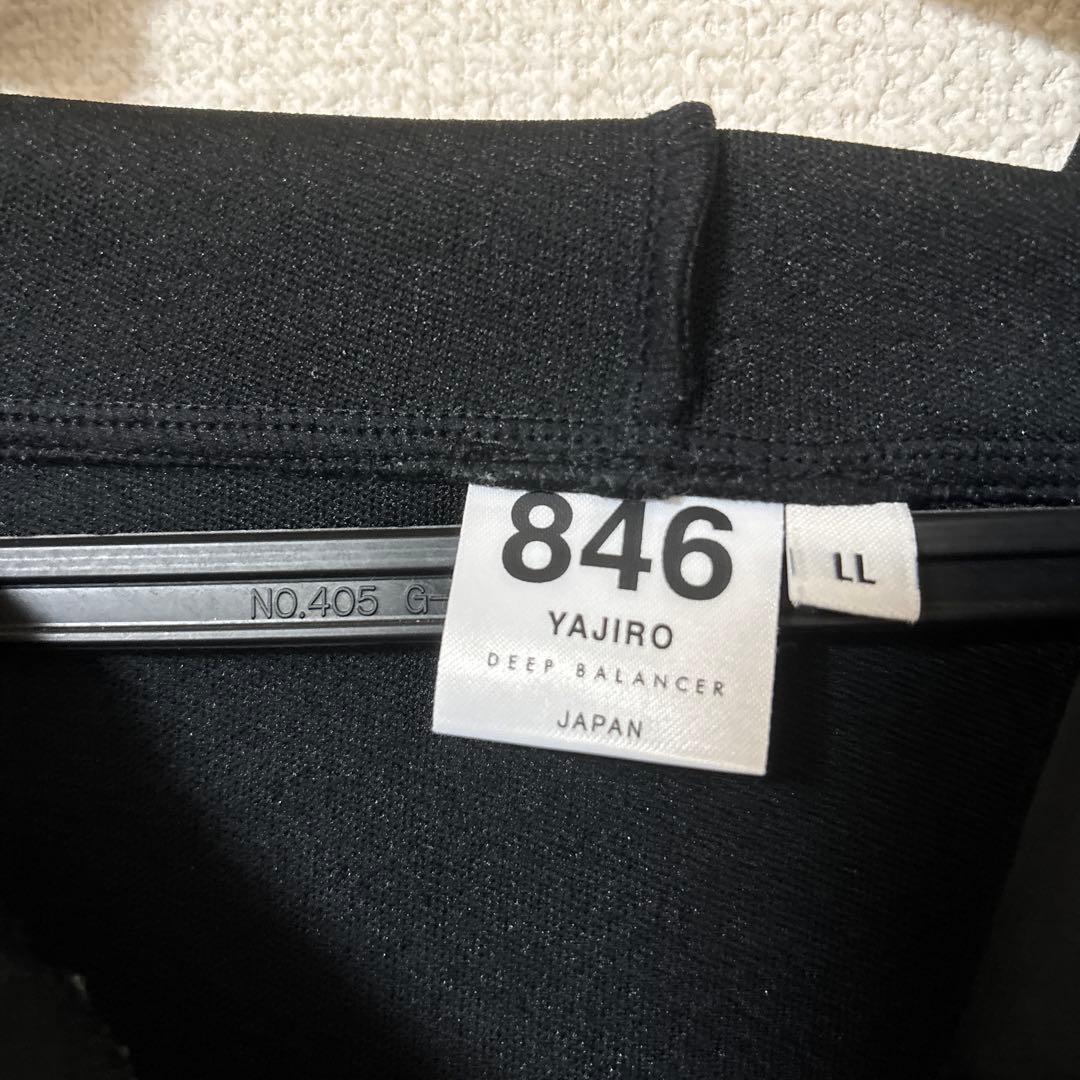 846
YAJIRO
DEEP BALANCER
JAPAN
LL
NO.405 G-